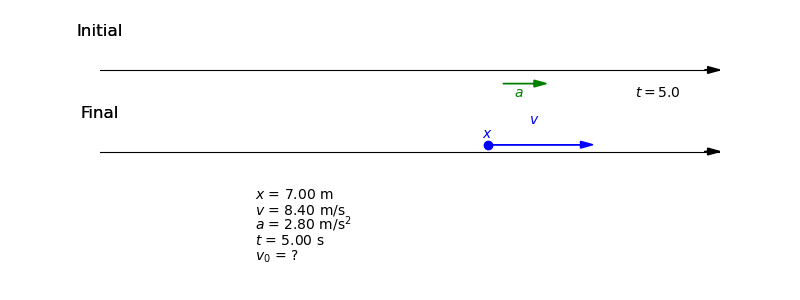 Initial
a
t = 5.0
Final
v
x
x = 7.00 m
v = 8.40 m/s
a = 2.80 m/s²
t = 5.00 s
v₀ = ?